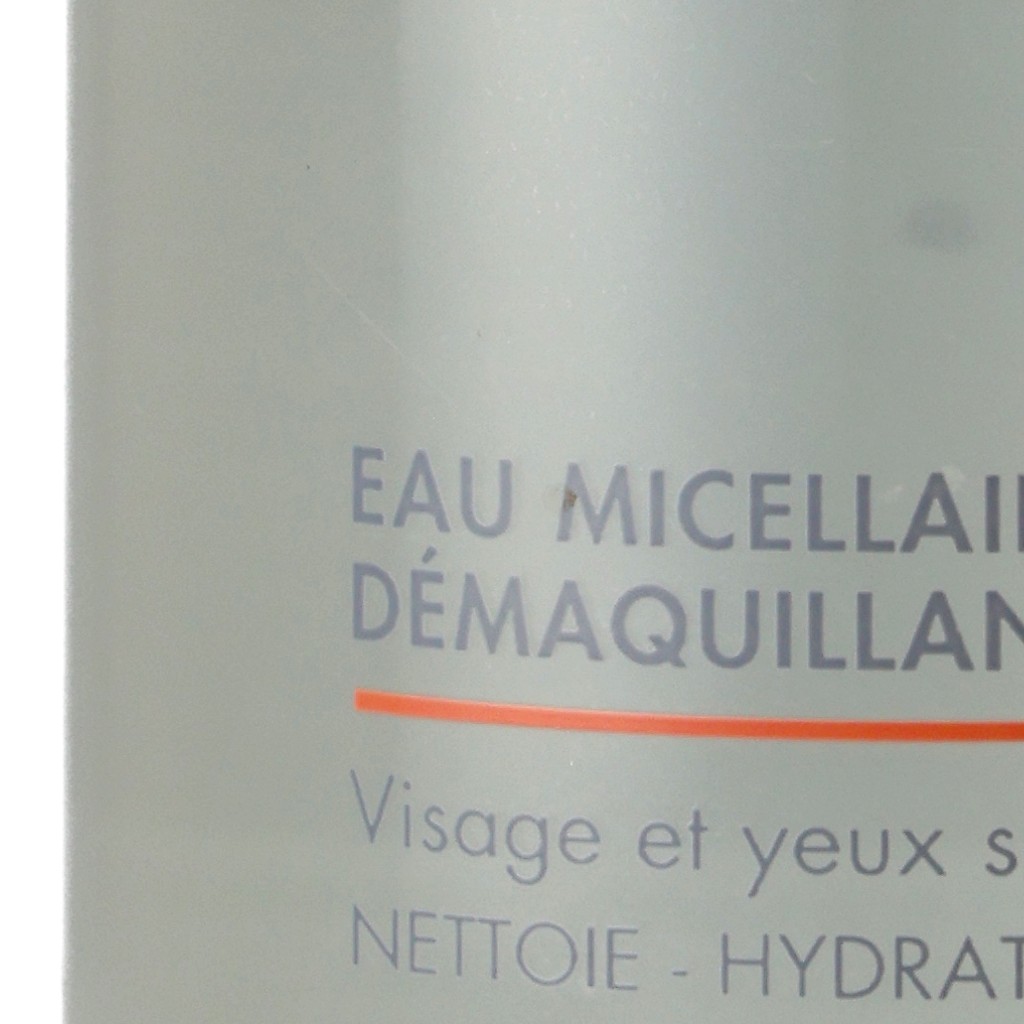 EAU MICELLAI
DÉMAQUILLAN
Visage et yeux s
NETTOIE - HYDRAT